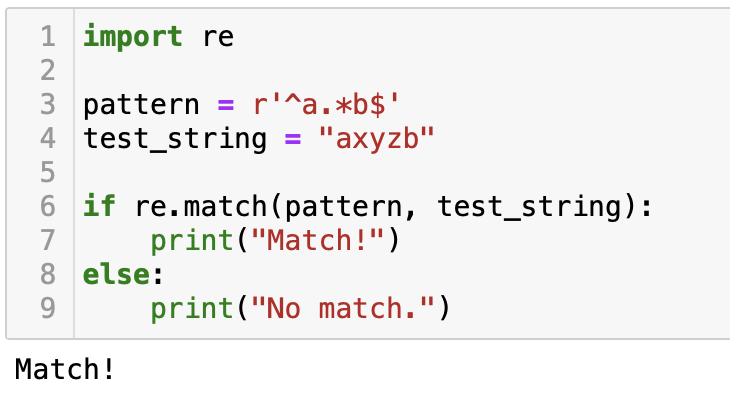 1 import re
2
3 pattern = r'^a.*b$'
4 test_string = "axyzb"
5
6 if re.match(pattern, test_string):
7     print("Match!")
8 else:
9     print("No match.")
Match!